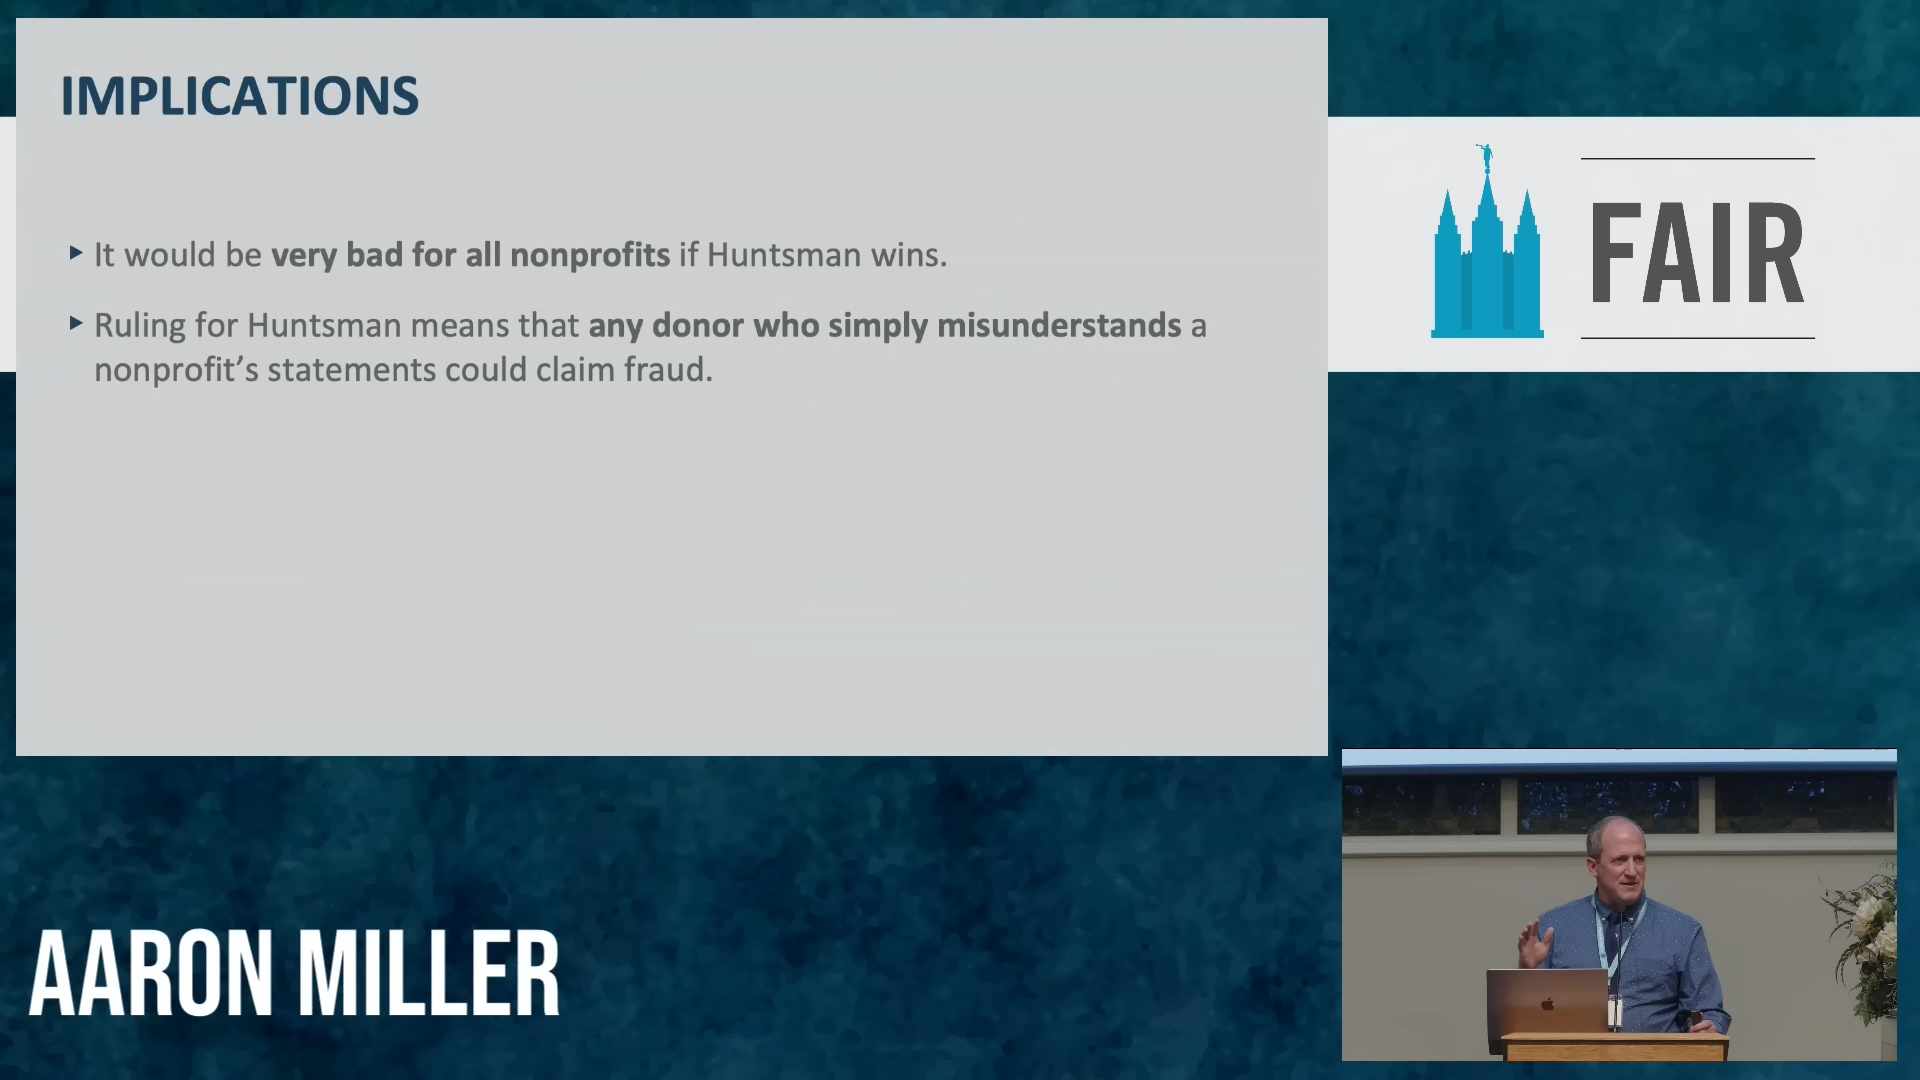 IMPLICATIONS
It would be very bad for all nonprofits if Huntsman wins.
Ruling for Huntsman means that any donor who simply misunderstands a
nonprofit’s statements could claim fraud.
FAIR
AARON MILLER